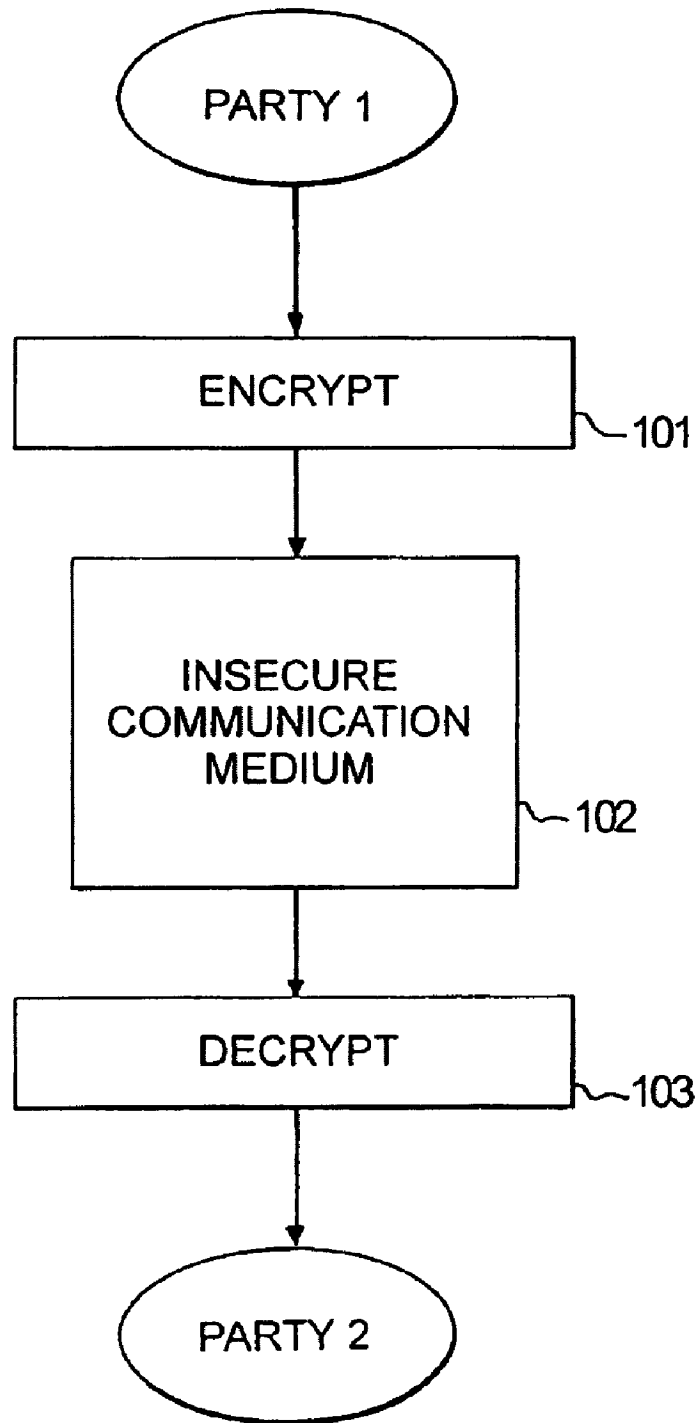 PARTY 1
ENCRYPT
101
INSECURE
COMMUNICATION
MEDIUM
102
DECRYPT
103
PARTY 2